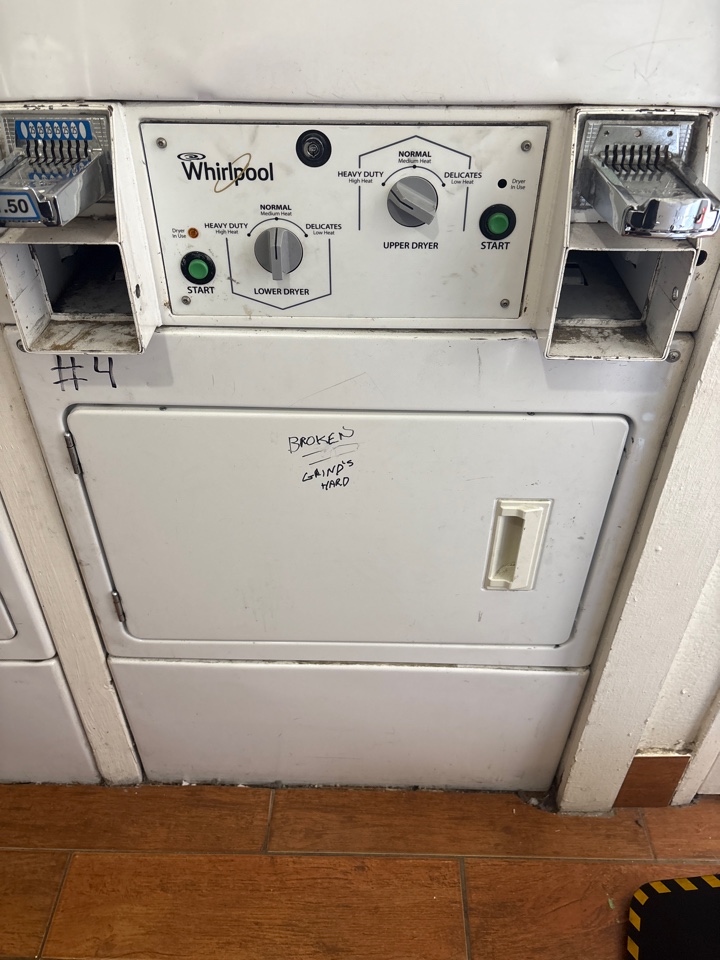 .50
Whirlpool
NORMAL
Medium Heat
HEAVY DUTY
High Heat
DELICATES
Low Heat
Dryer
In Use
START
UPPER DRYER
NORMAL
Medium Heat
HEAVY DUTY
High Heat
DELICATES
Low Heat
Dryer
In Use
START
LOWER DRYER
#4
BROKEN
GRIND'S
HARD